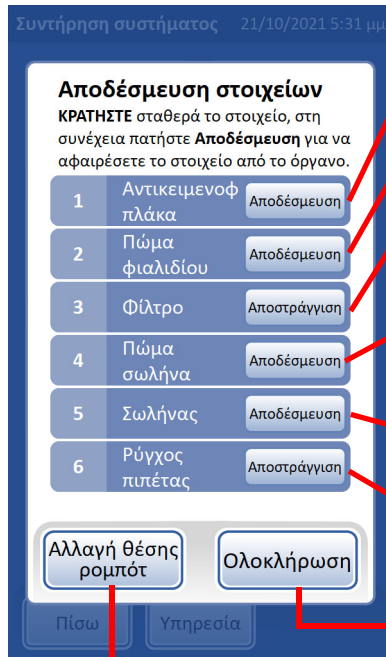 Συντήρηση συστήματος 21/10/2021 5:31 μμ
Αποδέσμευση στοιχείων
ΚΡΑΤΗΣΤΕ σταθερά το στοιχείο, στη
συνέχεια πατήστε Αποδέσμευση για να
αφαιρέσετε το στοιχείο από το όργανο.
1 Αντικειμενοφ
πλάκα Αποδέσμευση
2 Πώμα
φιαλιδίου Αποδέσμευση
3 Φίλτρο Αποστράγγιση
4 Πώμα
σωλήνα Αποδέσμευση
5 Σωλήνας Αποδέσμευση
6 Ρύγχος
πιπέτας Αποστράγγιση
Αλλαγή θέσης
ρομπότ
Ολοκλήρωση
Πίσω Υπηρεσία